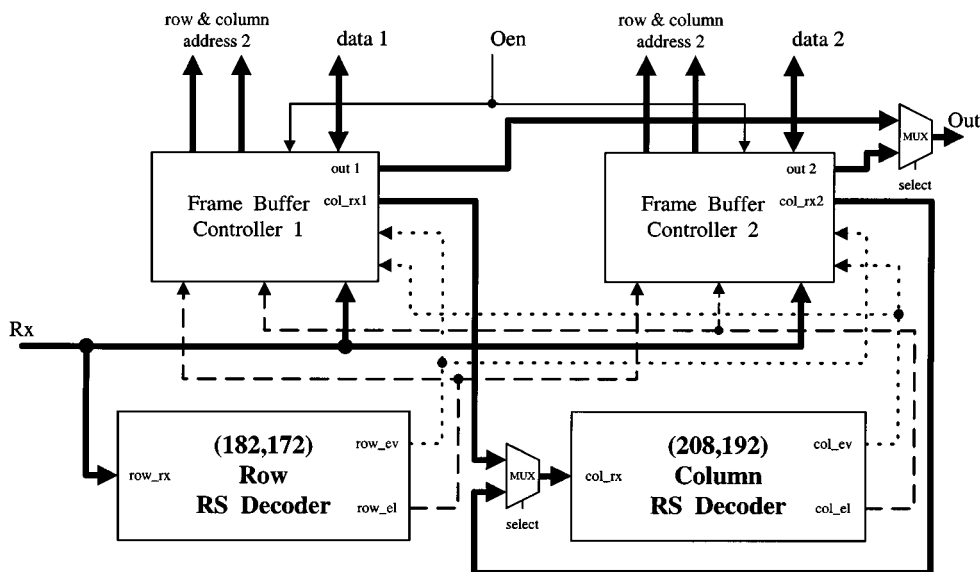 row & column
address 2
data 1
Oen
row & column
address 2
data 2
MUX
Out
select
out 1
col_rx1
Frame Buffer
Controller 1
out 2
col_rx2
Frame Buffer
Controller 2
Rx
row_rx
(182,172)
Row
RS Decoder
row_ev
row_el
MUX
select
col_rx
(208,192)
Column
RS Decoder
col_ev
col_el